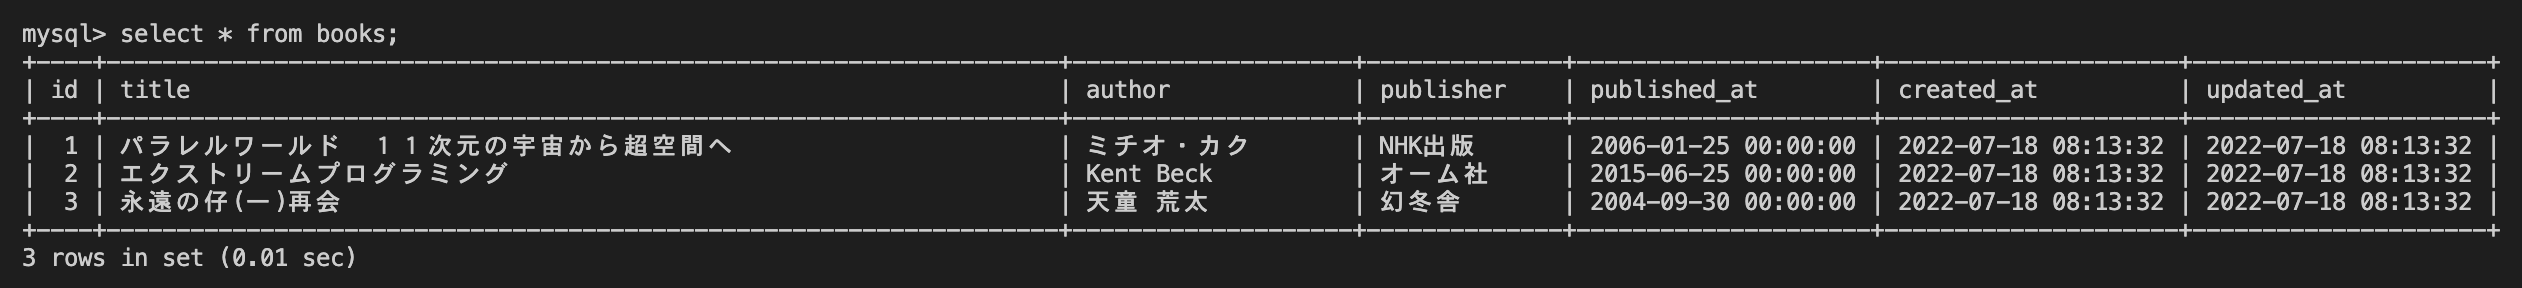 mysql> select * from books;
+----+--------------------------------------------------------------------+--------------------+--------------+---------------------+---------------------+---------------------+
| id | title | author | publisher | published_at | created_at | updated_at |
+----+--------------------------------------------------------------------+--------------------+--------------+---------------------+---------------------+---------------------+
| 1 | パラレルワールド　１１次元の宇宙から超空間へ | ミチオ・カク | NHK出版 | 2006-01-25 00:00:00 | 2022-07-18 08:13:32 | 2022-07-18 08:13:32 |
| 2 | エクストリームプログラミング | Kent Beck | オーム社 | 2015-06-25 00:00:00 | 2022-07-18 08:13:32 | 2022-07-18 08:13:32 |
| 3 | 永遠の仔(一)再会 | 天童 荒太 | 幻冬舎 | 2004-09-30 00:00:00 | 2022-07-18 08:13:32 | 2022-07-18 08:13:32 |
+----+--------------------------------------------------------------------+--------------------+--------------+---------------------+---------------------+---------------------+
3 rows in set (0.01 sec)